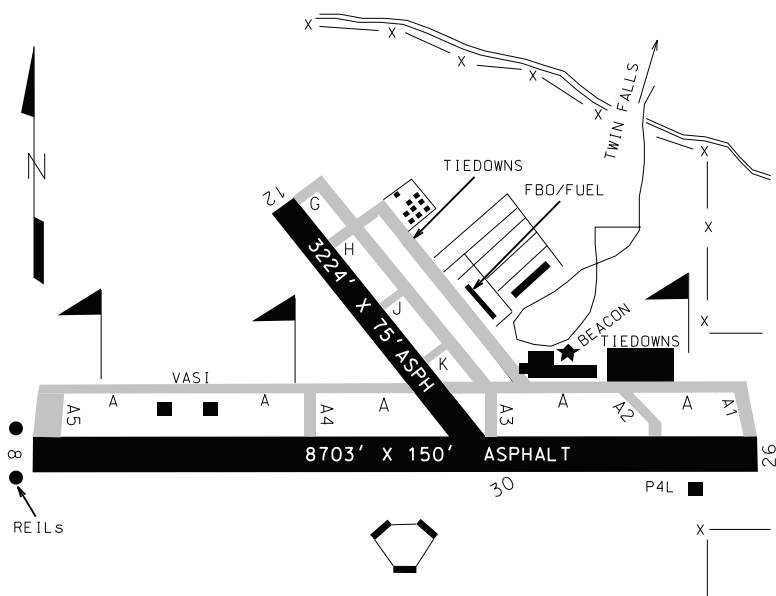 X
X
X
X
X
TWIN FALLS
X
N
TIEDOWNS
FBO/FUEL
12
G
H
3224' X 75' ASPH
J
K
X
X
BEACON
TIEDOWNS
VASI
A
A
A
A
A
A5
A4
A3
A2
A1
8
8703' X 150' ASPHALT
26
30
P4L
REILs
X